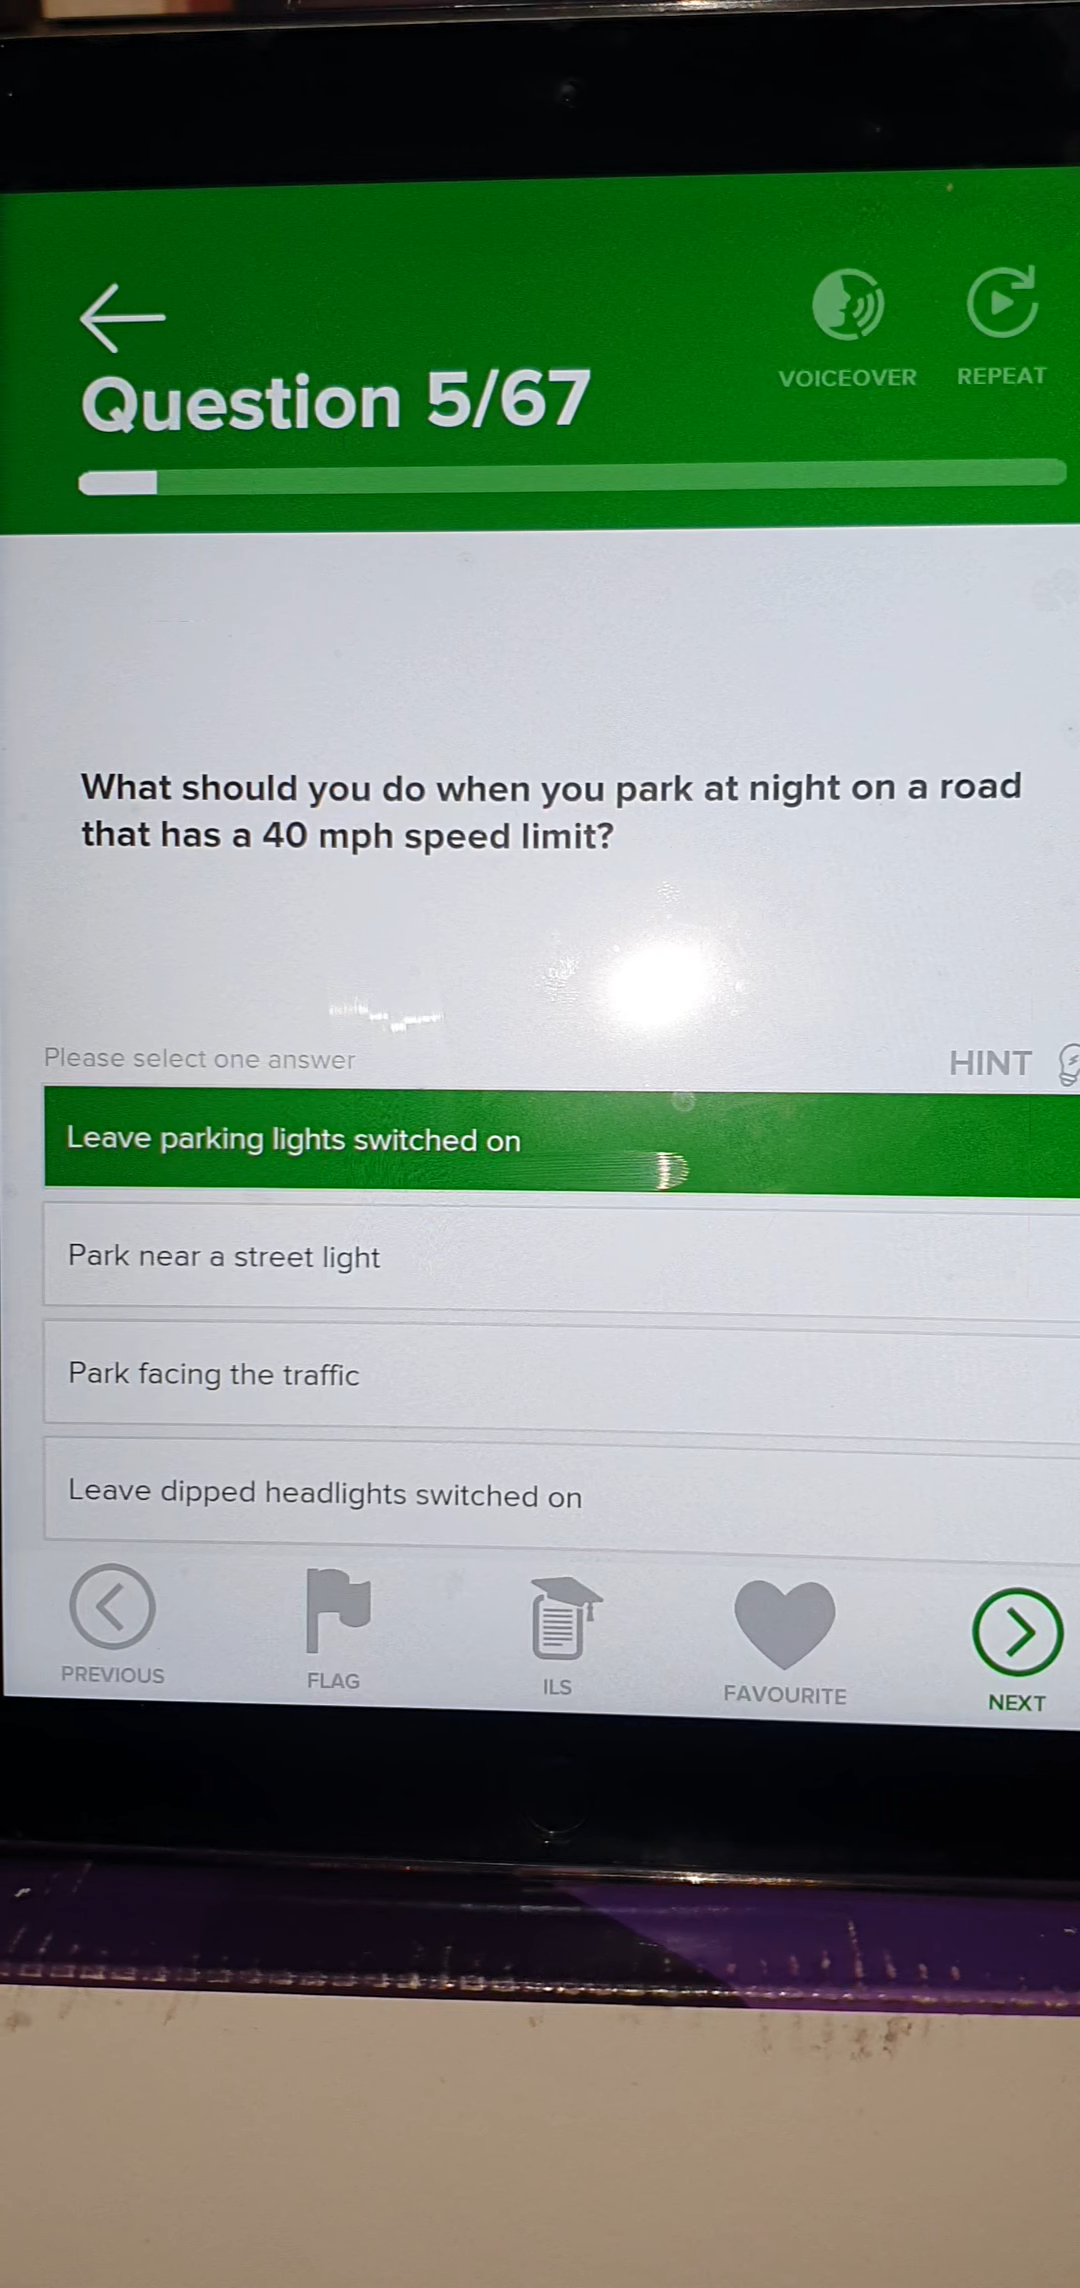 VOICEOVER
REPEAT
Question 5/67
What should you do when you park at night on a road
that has a 40 mph speed limit?
Please select one answer
HINT
Leave parking lights switched on
Park near a street light
Park facing the traffic
Leave dipped headlights switched on
PREVIOUS
FLAG
ILS
FAVOURITE
NEXT